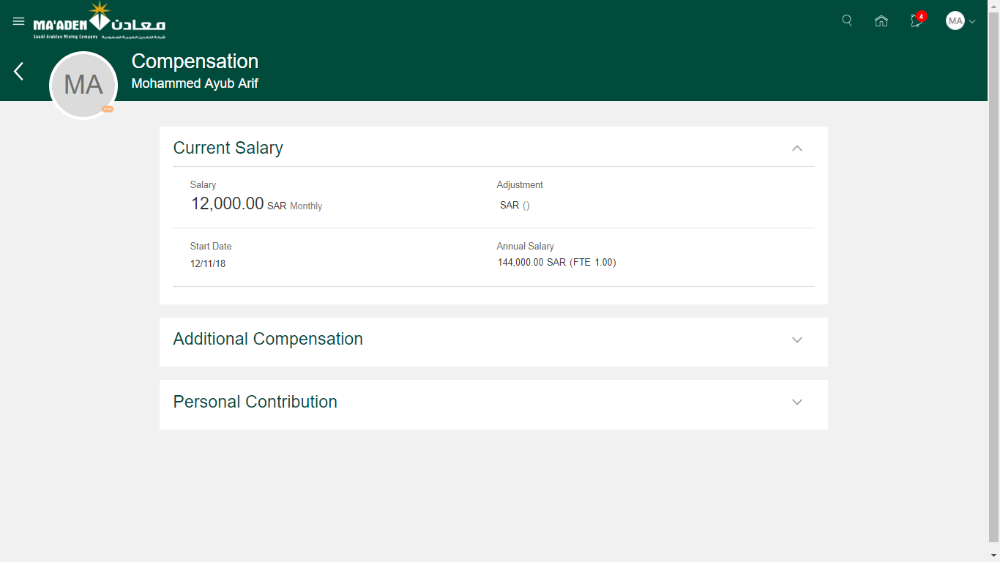 MA'ADEN معادن
Saudi Arabian Mining Company شركة التعدين العربية السعودية
4
MA
MA
Compensation
Mohammed Ayub Arif
Current Salary
Salary
12,000.00 SAR Monthly
Adjustment
SAR ()
Start Date
12/11/18
Annual Salary
144,000.00 SAR (FTE 1.00)
Additional Compensation
Personal Contribution